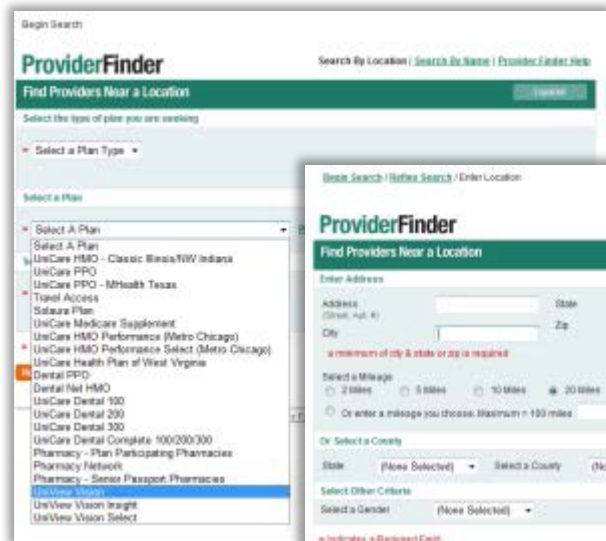 Begin Search
ProviderFinder
Search By Location | Search By Name | Provider Finder Help
Find Providers Near a Location
Select the type of plan you are seeking
Select a Plan Type
Select a Plan
Select A Plan
Select A Plan
UniCare HMO - Classic Illinois/NW Indiana
UniCare PPO
UniCare PPO - MHealth Texas
Travel Access
Solaura Plan
UniCare Medicare Supplement
UniCare HMO Performance (Metro Chicago)
UniCare HMO Performance Select (Metro Chicago)
UniCare Health Plan of West Virginia
Dental PPO
Dental Net HMO
UniCare Dental 100
UniCare Dental 200
UniCare Dental 300
UniCare Dental Complete 100/200/300
Pharmacy - Plan Participating Pharmacies
Pharmacy Network
Pharmacy - Senior Passport Pharmacies
UniView Vision
UniView Vision Insight
UniView Vision Select
Begin Search / Refine Search / Enter Location
ProviderFinder
Find Providers Near a Location
Enter Address
Address
(Street, Apt. #)
State
City
Zip
a minimum of city & state or zip is required
Select a Mileage
2 Miles 5 Miles 10 Miles 20 Miles
Or enter a mileage you choose. Maximum = 100 miles
Or Select a County
State (None Selected) Select a County (No
Select Other Criteria
Select a Gender (None Selected)
* Indicates a Required Field